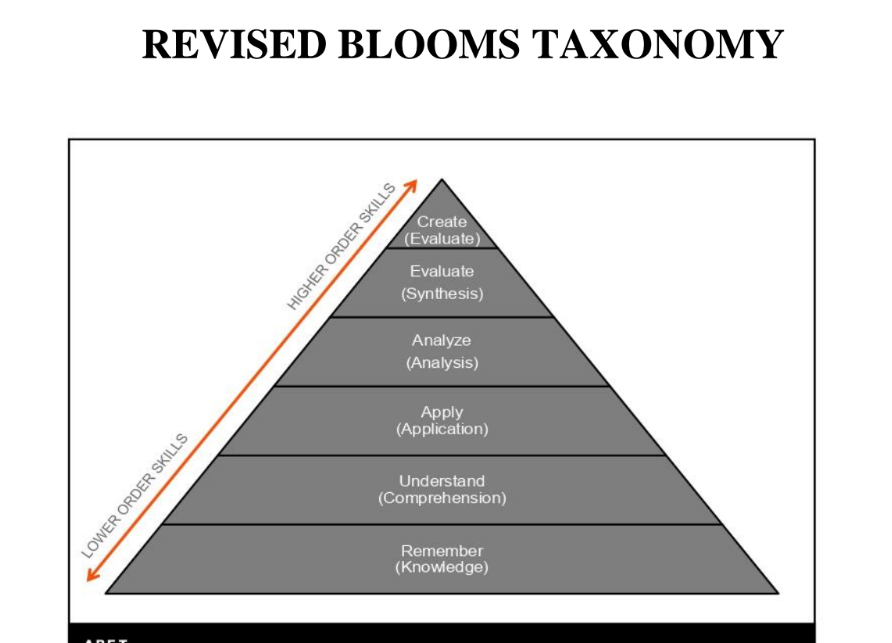 REVISED BLOOMS TAXONOMY
HIGHER ORDER SKILLS
LOWER ORDER SKILLS
Create
(Evaluate)
Evaluate
(Synthesis)
Analyze
(Analysis)
Apply
(Application)
Understand
(Comprehension)
Remember
(Knowledge)